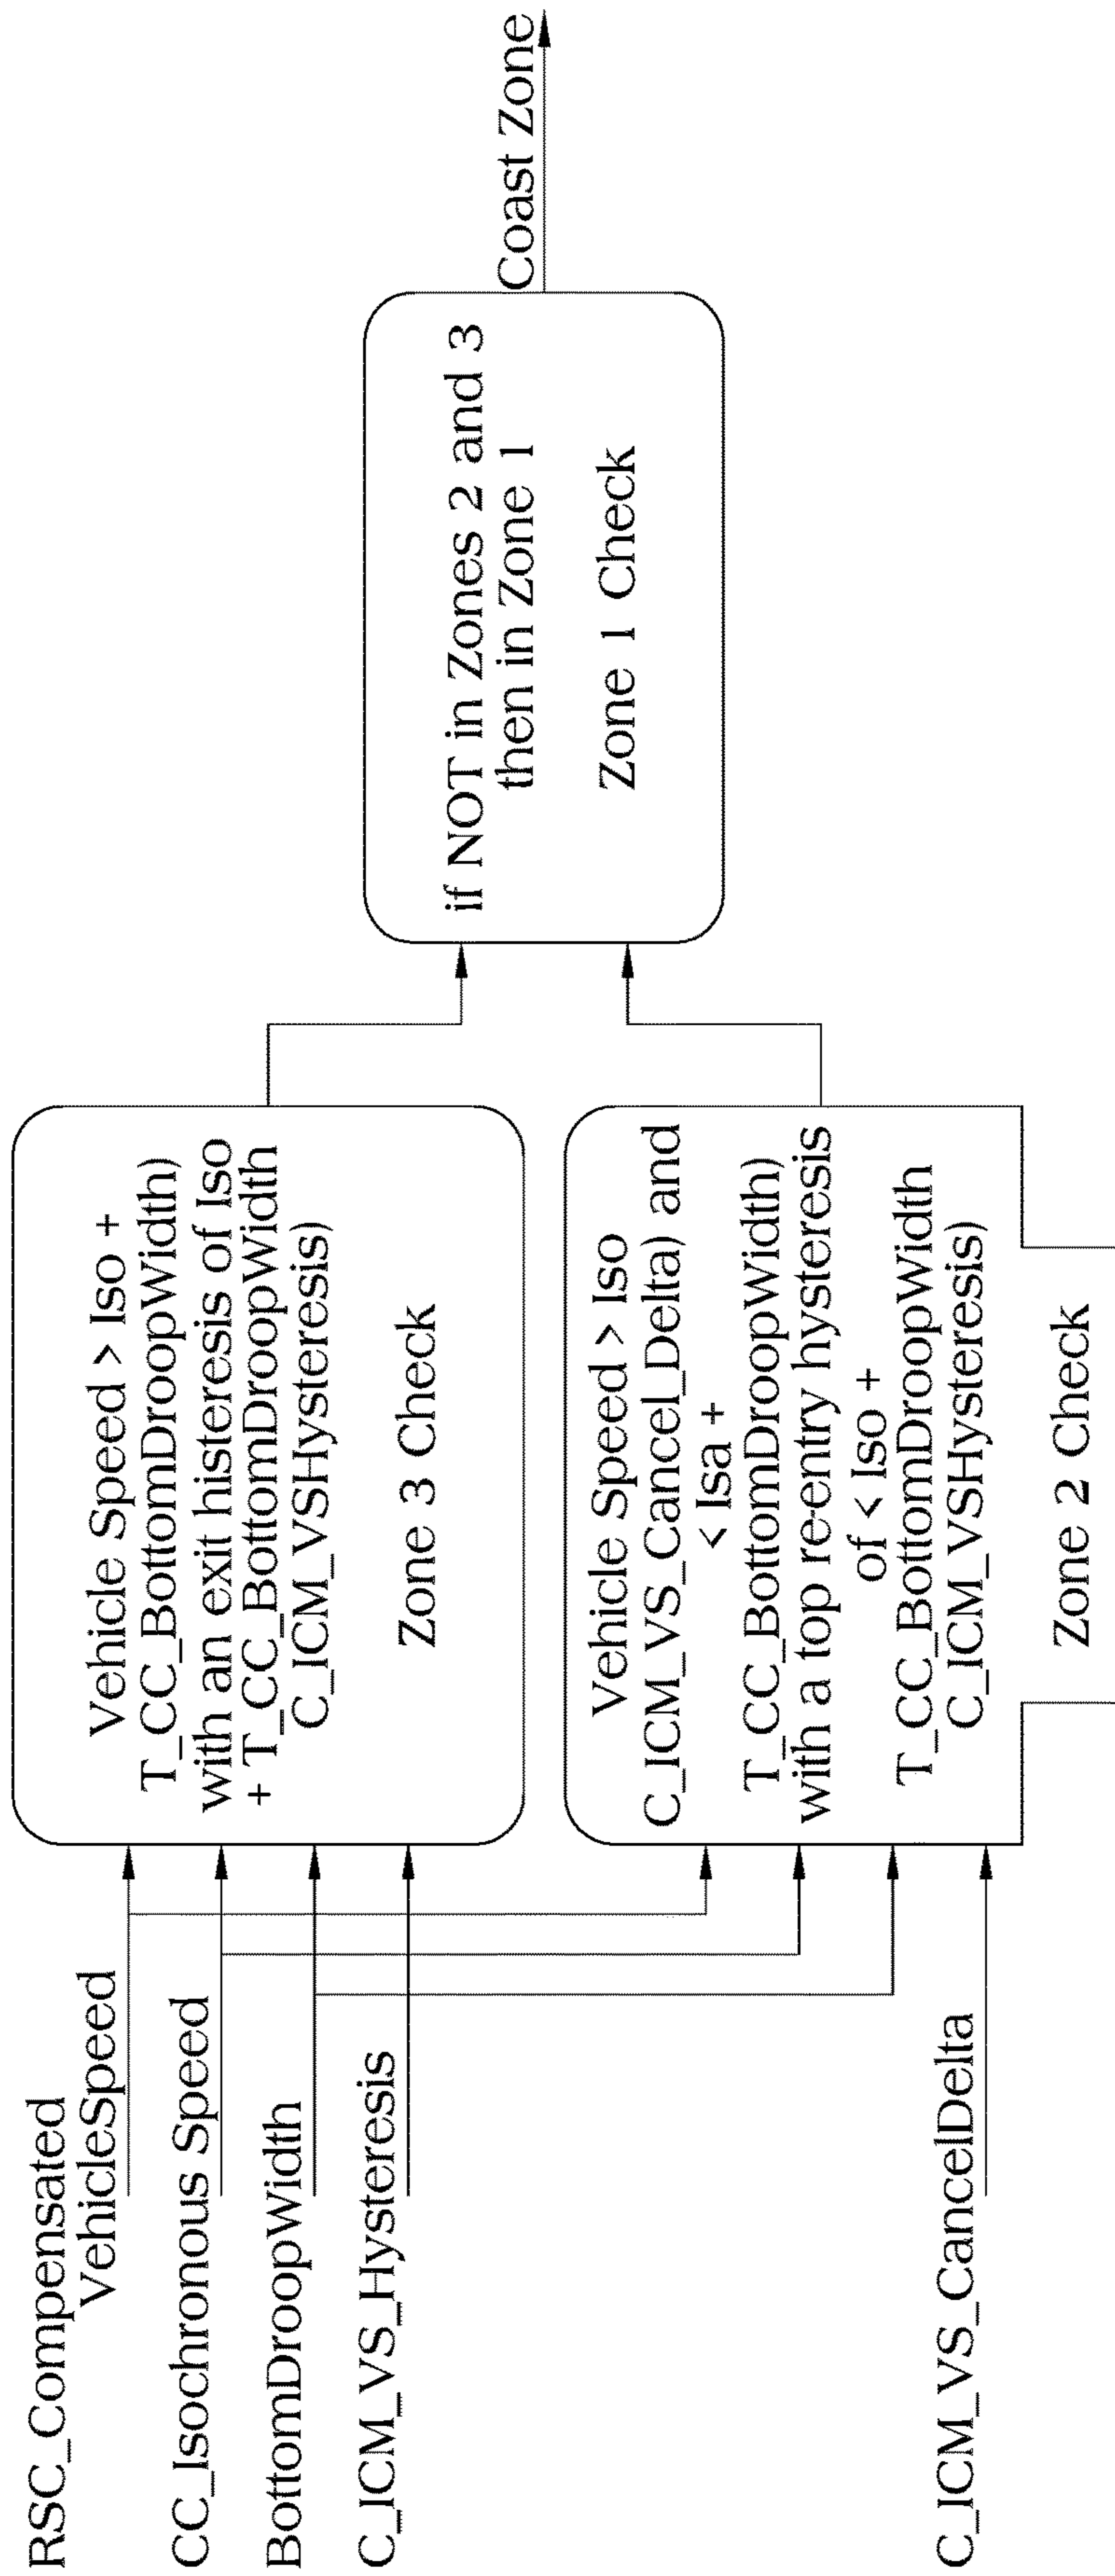 RSC_Compensated
VehicleSpeed
CC_Isochronous Speed
BottomDroopWidth
C_ICM_VS_Hysteresis
C_ICM_VS_CancelDelta
Vehicle Speed > Iso +
T_CC_BottomDroopWidth)
with an exit histeresis of Iso
+ T_CC_BottomDroopWidth
C_ICM_VSHysteresis)
Zone 3 Check
Vehicle Speed > Iso
C_ICM_VS_Cancel_Delta) and
< Isa +
T_CC_BottomDroopWidth)
with a top re-entry hysteresis
of < Iso +
T_CC_BottomDroopWidth
C_ICM_VSHysteresis)
Zone 2 Check
if NOT in Zones 2 and 3
then in Zone 1
Zone 1 Check
Coast Zone